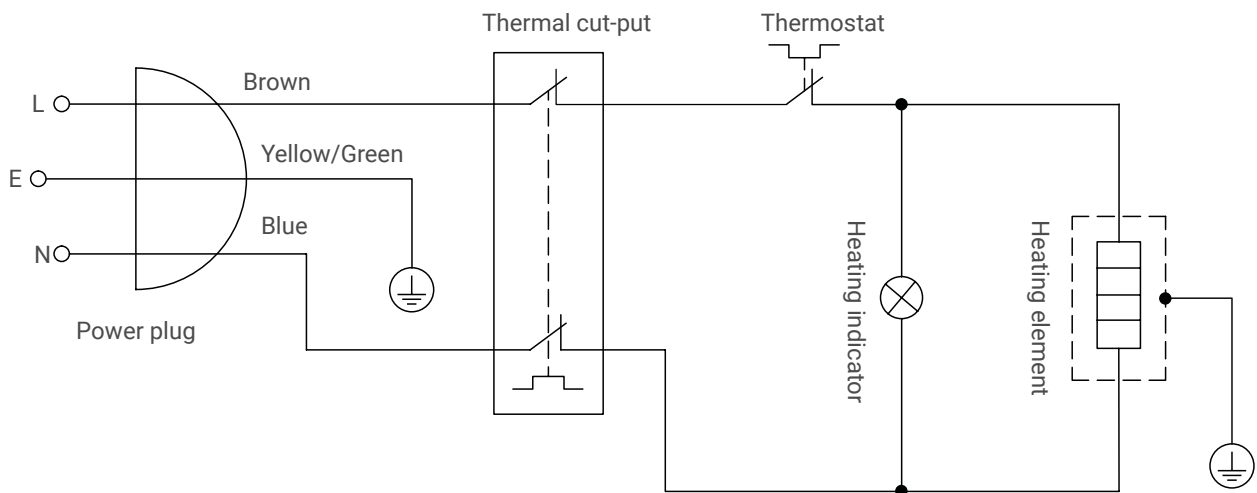 Thermal cut-put
Thermostat
Brown
L
Yellow/Green
E
Blue
N
Power plug
Heating indicator
Heating element